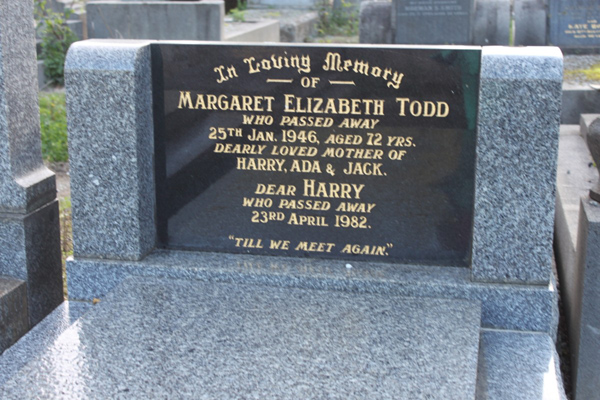 In Loving Memory
OF
MARGARET ELIZABETH TODD
WHO PASSED AWAY
25TH JAN. 1946, AGED 72 YRS.
DEARLY LOVED MOTHER OF
HARRY, ADA & JACK.
DEAR HARRY
WHO PASSED AWAY
23RD APRIL 1982.
"TILL WE MEET AGAIN."